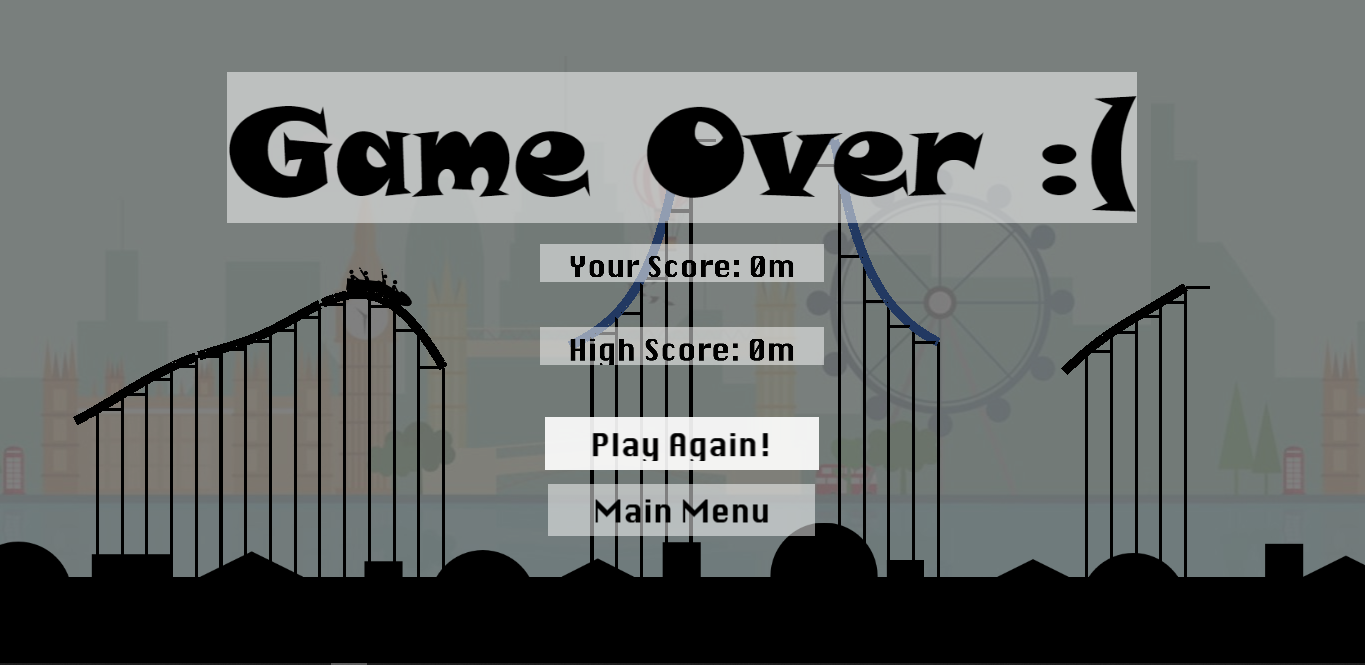 Game Over :(
Your Score: 0m
High Score: 0m
Play Again!
Main Menu